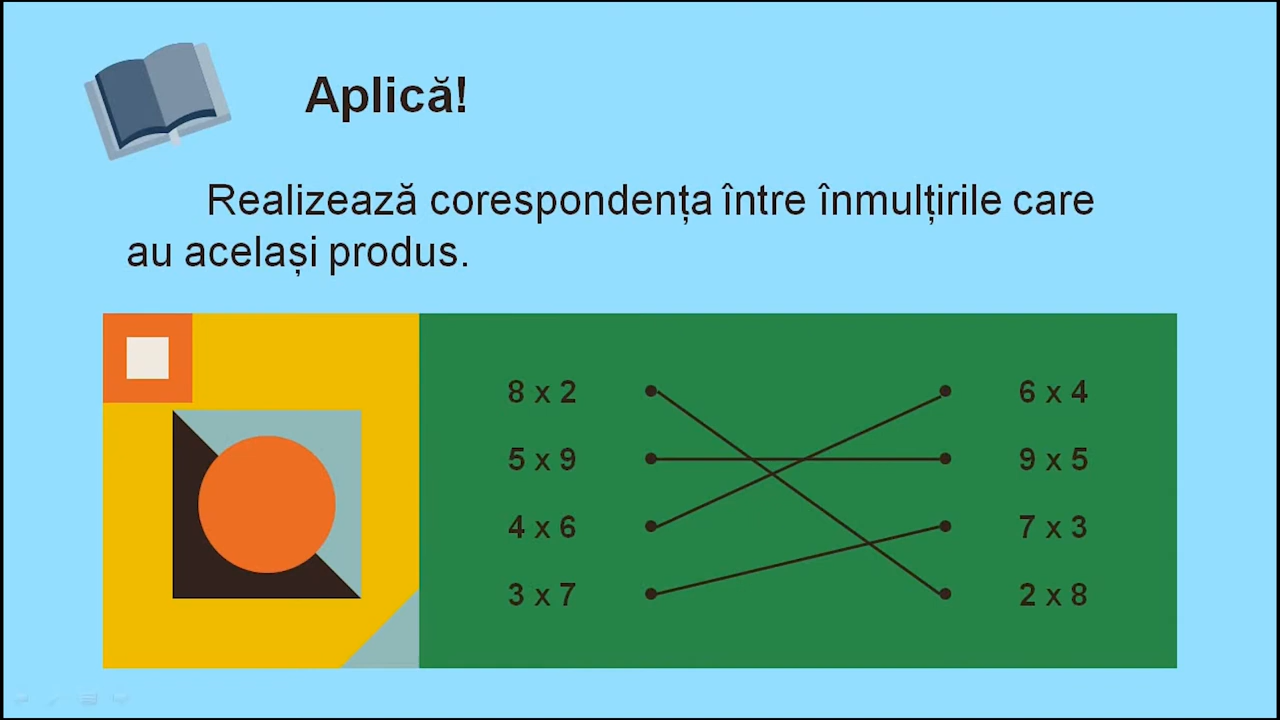 Aplică!
Realizează corespondența între înmulțirile care
au același produs.
8 x 2 6 x 4
5 x 9 9 x 5
4 x 6 7 x 3
3 x 7 2 x 8